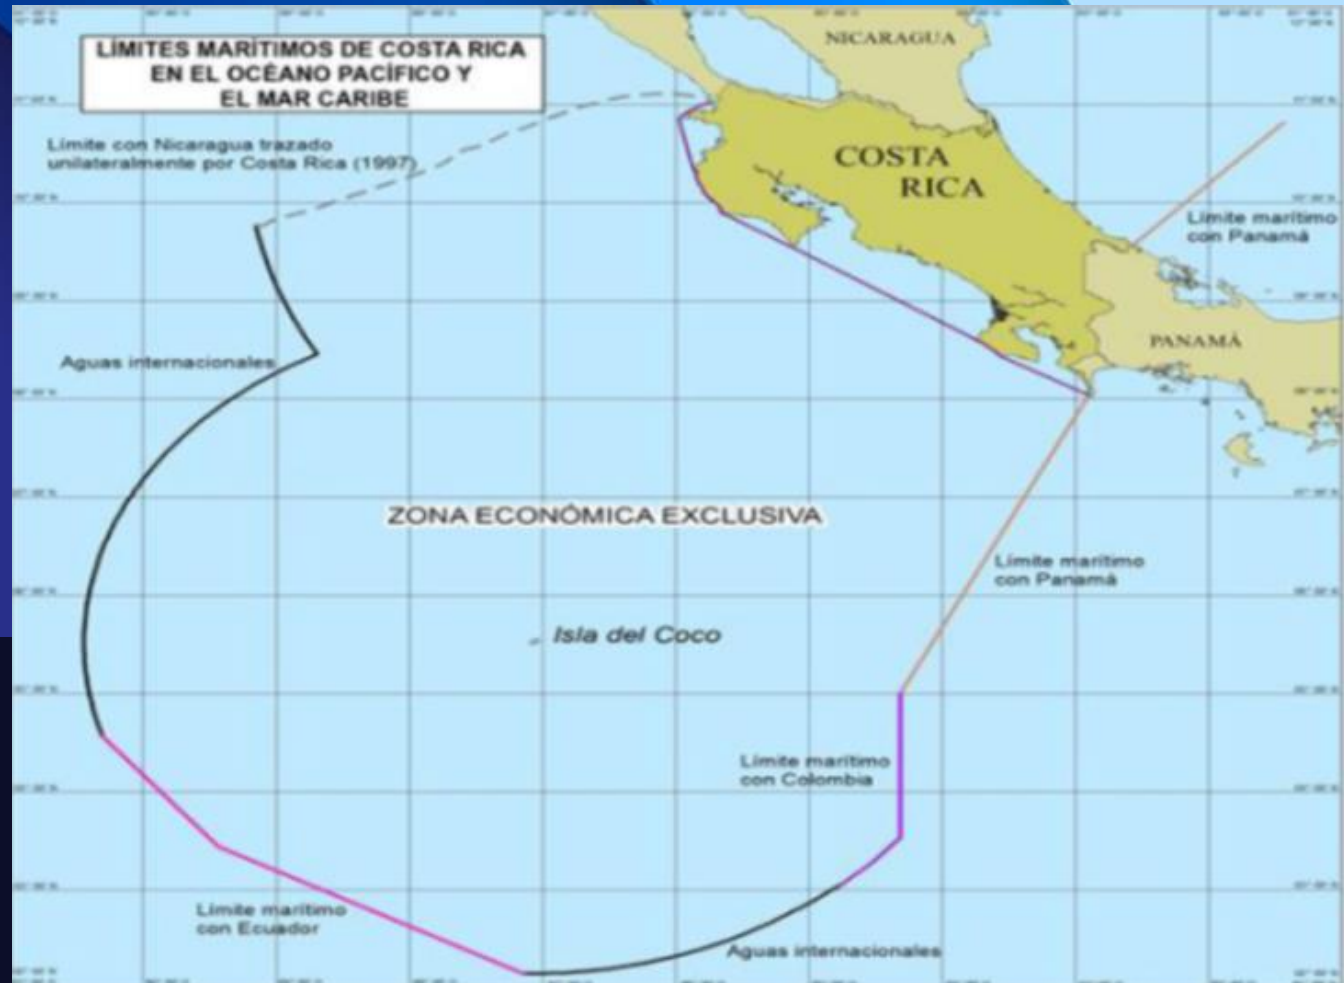 LÍMITES MARÍTIMOS DE COSTA RICA
EN EL OCÉANO PACÍFICO Y
EL MAR CARIBE
NICARAGUA
Límite con Nicaragua trazado
unilateralmente por Costa Rica (1997)
COSTA
RICA
Límite marítimo
con Panamá
PANAMÁ
Aguas internacionales
ZONA ECONÓMICA EXCLUSIVA
Límite marítimo
con Panamá
Isla del Coco
Límite marítimo
con Colombia
Límite marítimo
con Ecuador
Aguas internacionales